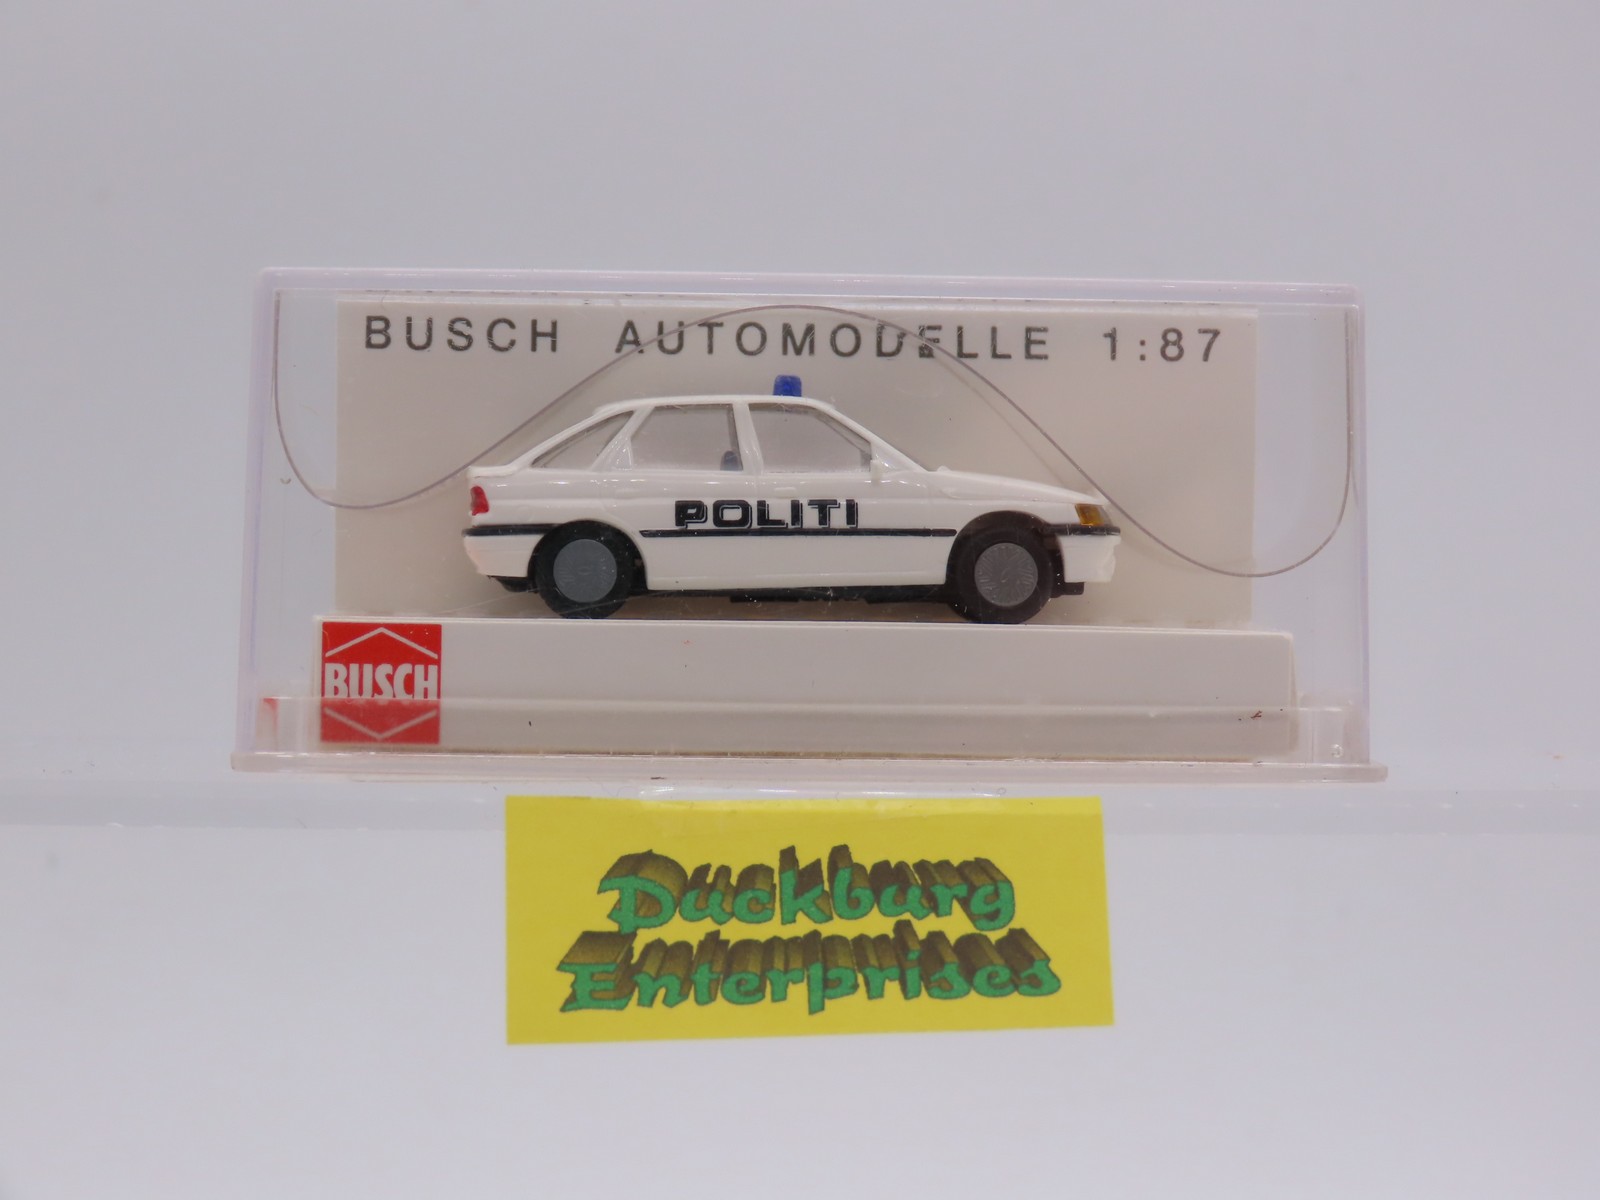 BUSCH AUTOMODELLE 1:87
POLITI
BUSCH
Duckburg
Enterprises